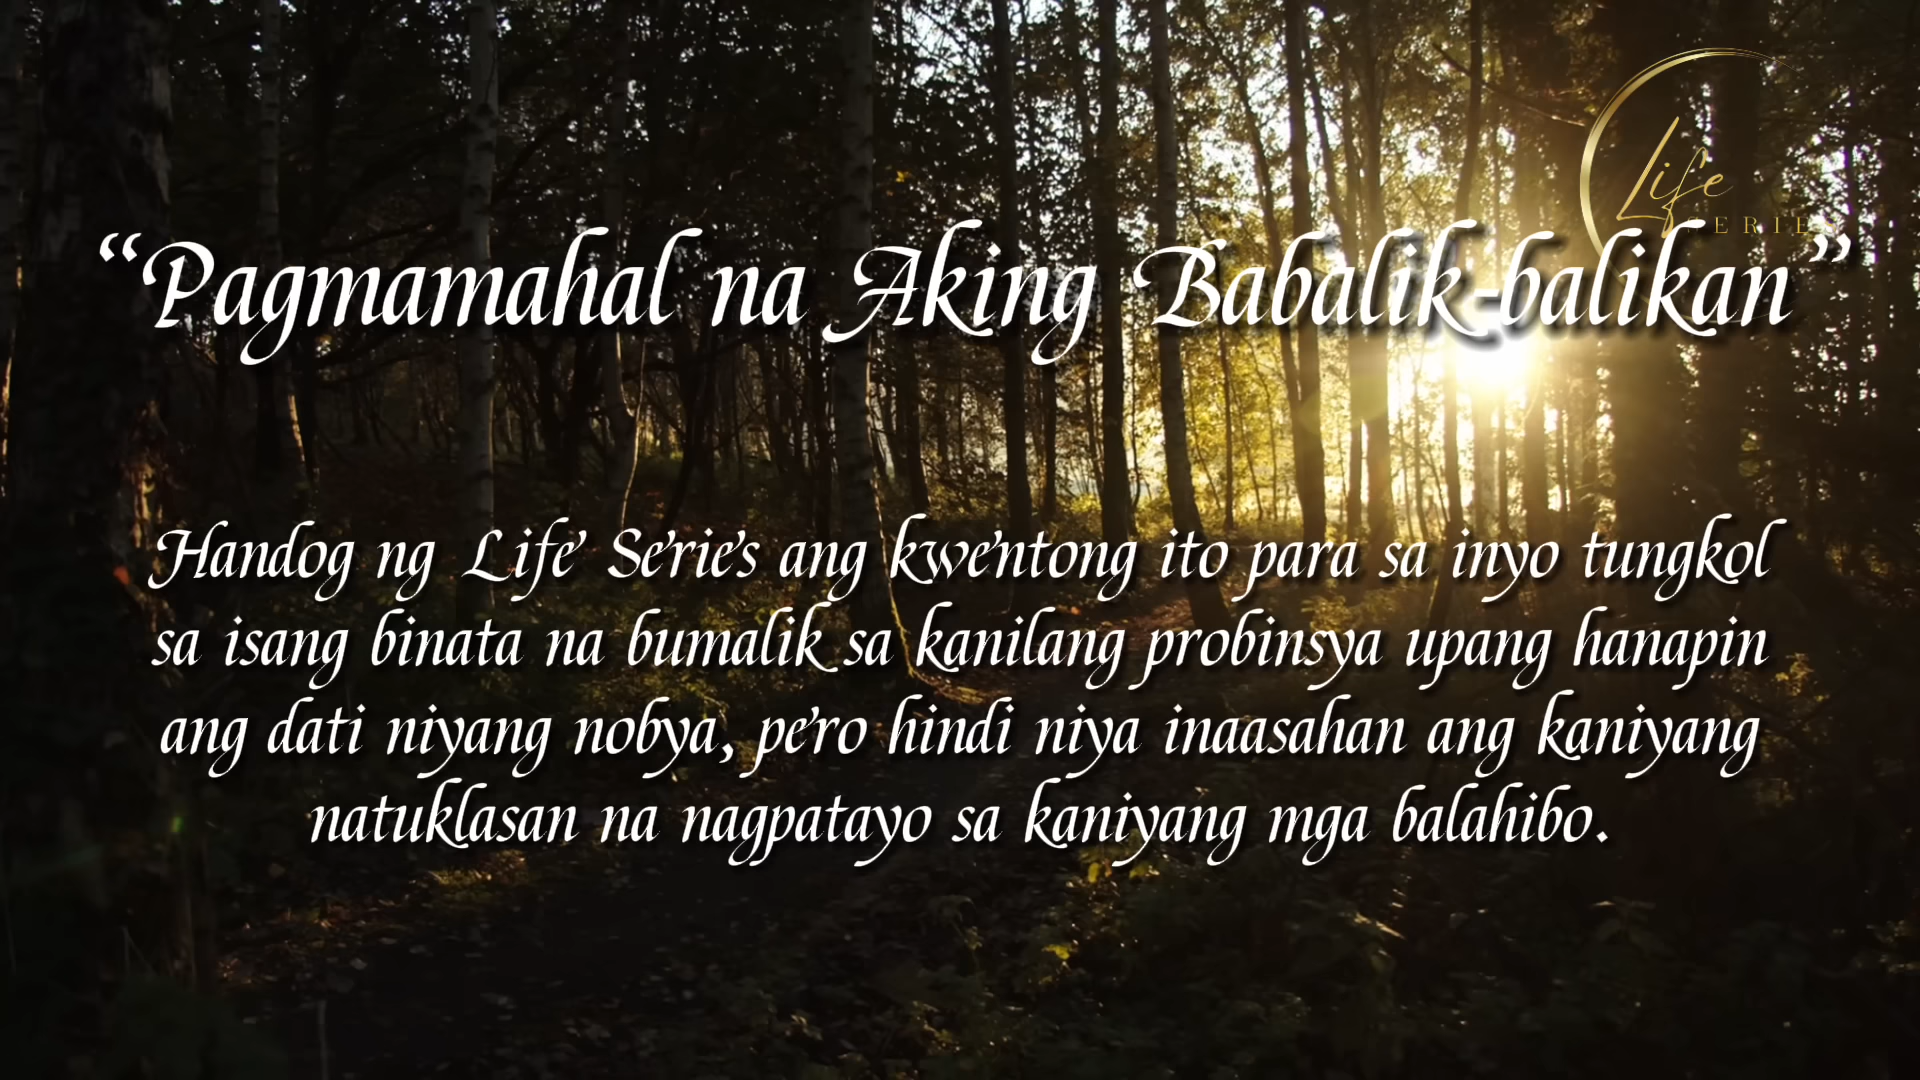 Life
SERIES
“Pagmamahal na Aking Babalik-balikan”
Handog ng Life Series ang kwentong ito para sa inyo tungkol
sa isang binata na bumalik sa kanilang probinsya upang hanapin
ang dati niyang nobya, pero hindi niya inaasahan ang kaniyang
natuklasan na nagpatayo sa kaniyang mga balahibo.